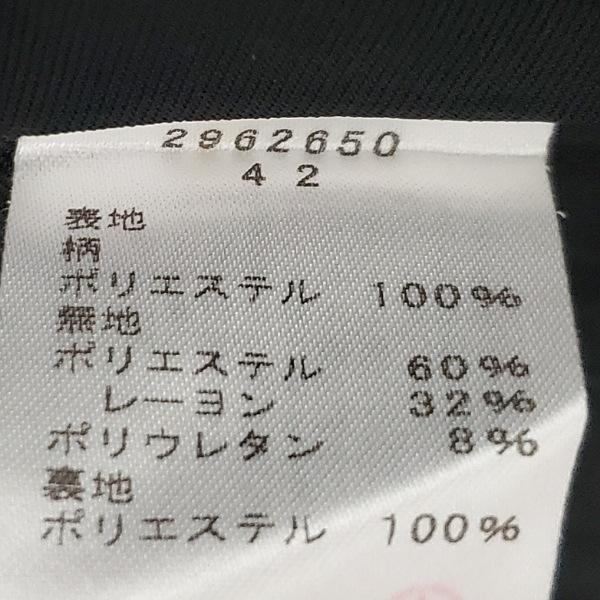 2962650
42
表地
柄
ポリエステル 100%
無地
ポリエステル 60%
レーヨン 32%
ポリウレタン 8%
裏地
ポリエステル 100%